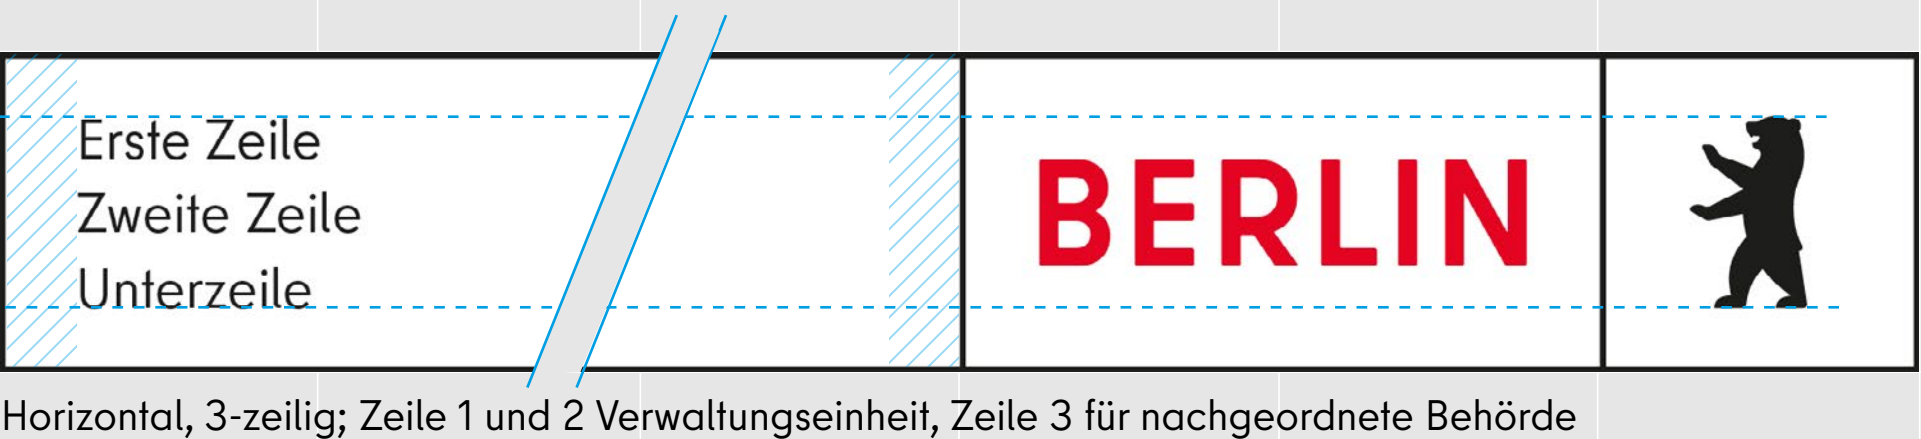 Erste Zeile
Zweite Zeile
Unterzeile
BERLIN
Horizontal, 3-zeilig; Zeile 1 und 2 Verwaltungseinheit, Zeile 3 für nachgeordnete Behörde